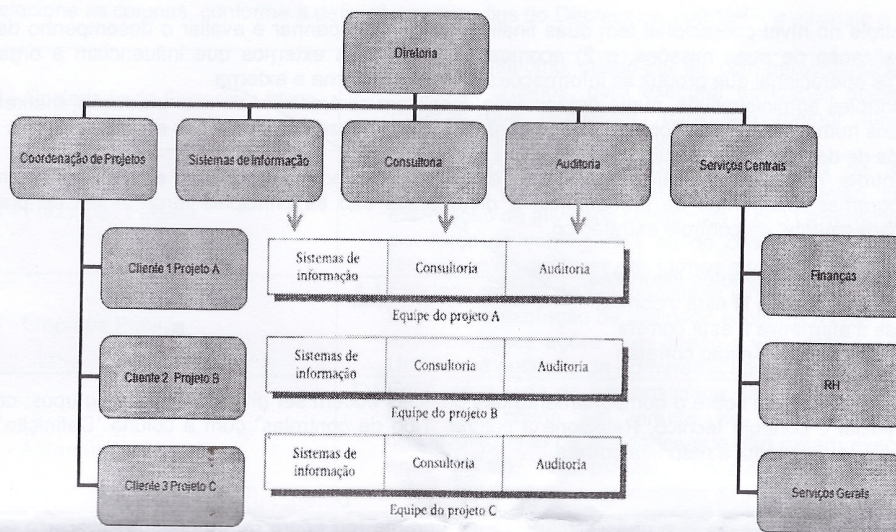 Diretoria
Coordenação de Projetos
Sistemas de Informação
Consultoria
Auditoria
Serviços Centrais
Cliente 1 Projeto A
Sistemas de
informação
Consultoria
Auditoria
Equipe do projeto A
Finanças
Cliente 2 Projeto B
Sistemas de
informação
Consultoria
Auditoria
Equipe do projeto B
RH
Cliente 3 Projeto C
Sistemas de
informação
Consultoria
Auditoria
Equipe do projeto C
Serviços Gerais